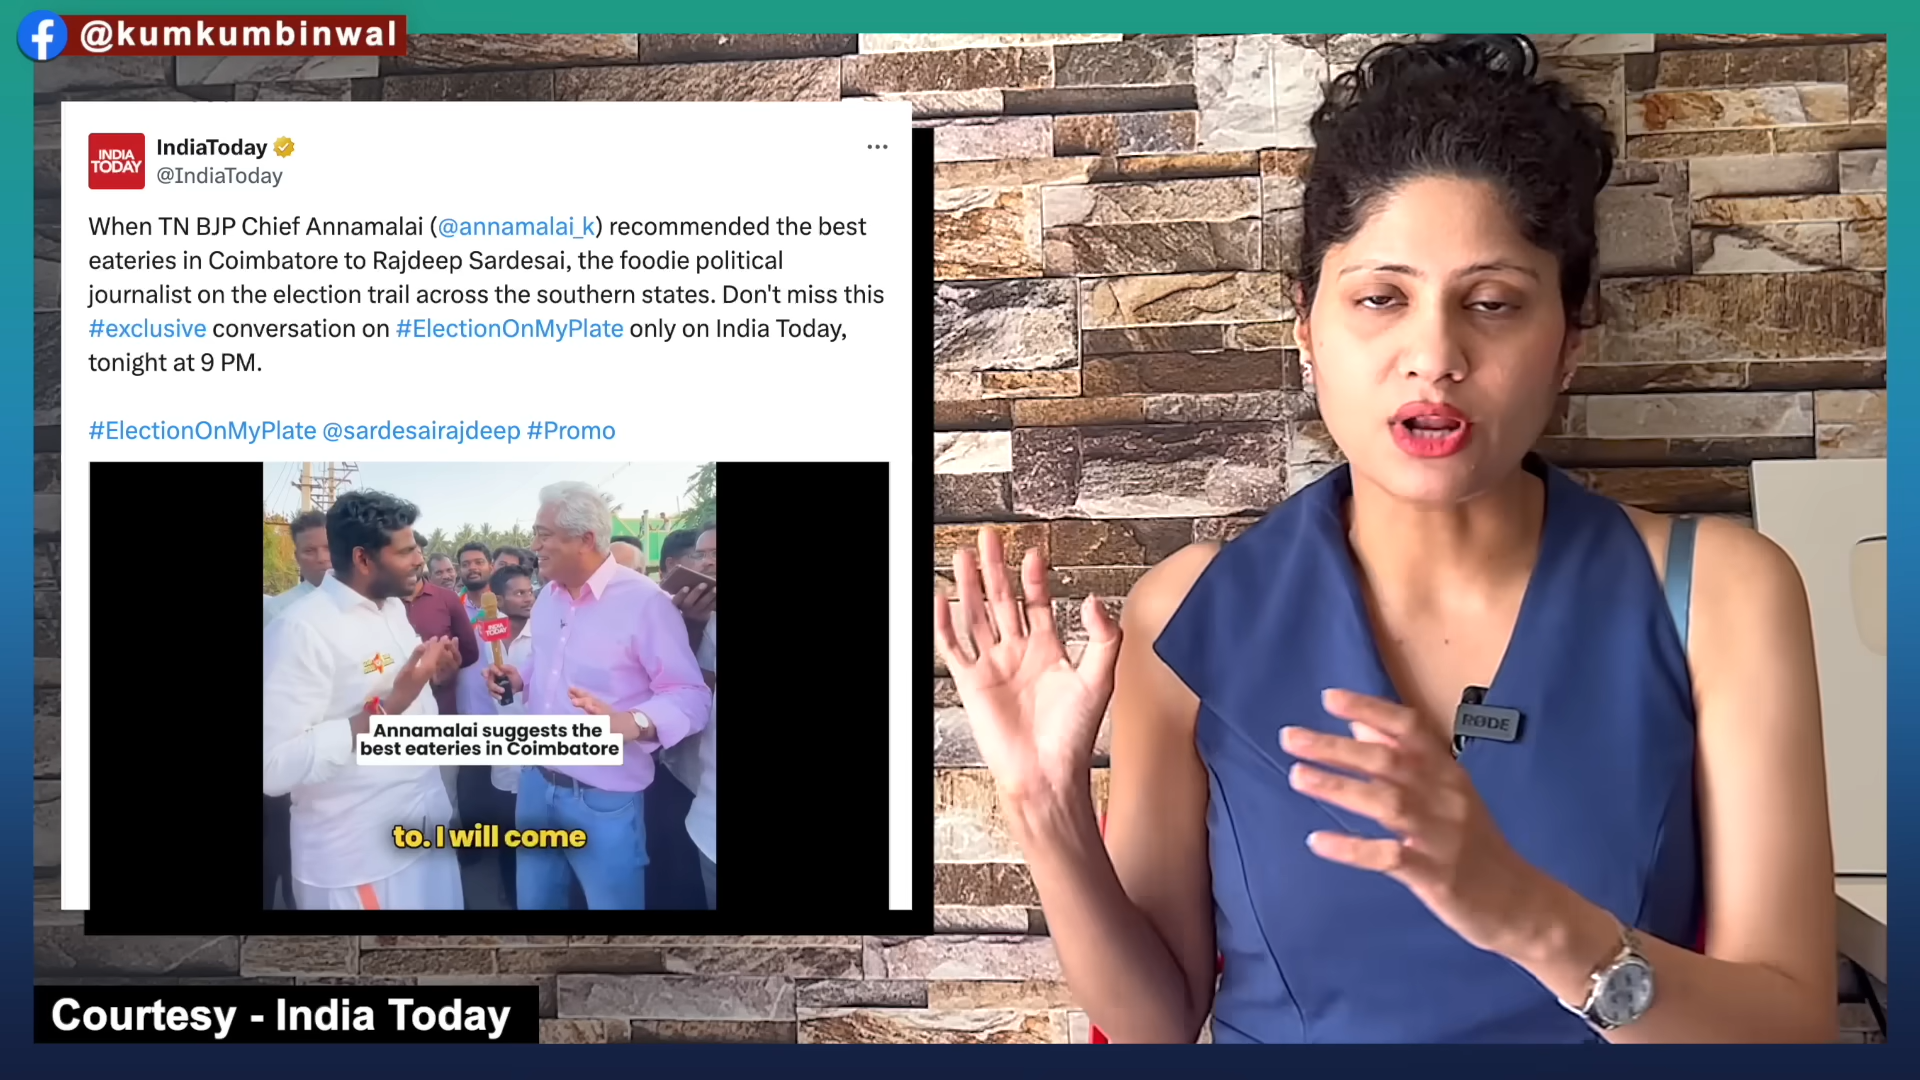 @kumkumbinwal
INDIA
TODAY
IndiaToday
@IndiaToday
When TN BJP Chief Annamalai (@annamalai_k) recommended the best
eateries in Coimbatore to Rajdeep Sardesai, the foodie political
journalist on the election trail across the southern states. Don't miss this
#exclusive conversation on #ElectionOnMyPlate only on India Today,
tonight at 9 PM.
#ElectionOnMyPlate @sardesairajdeep #Promo
INDIA
TODAY
Annamalai suggests the
best eateries in Coimbatore
to. I will come
RØDE
Courtesy - India Today